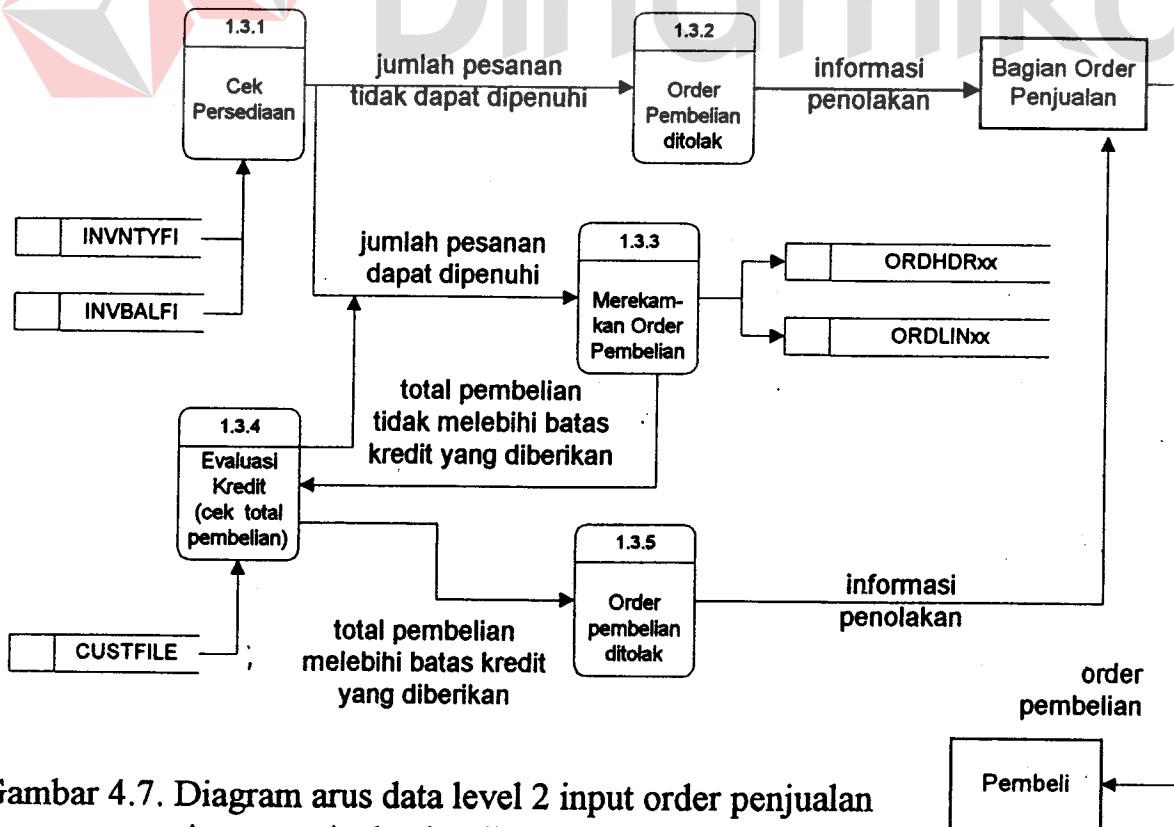 Dinamika
1.3.1
Cek
Persediaan
jumlah pesanan
tidak dapat dipenuhi
1.3.2
Order
Pembelian
ditolak
informasi
penolakan
Bagian Order
Penjualan
INVNTYFI
INVBALFI
jumlah pesanan
dapat dipenuhi
1.3.3
Merekam-
kan Order
Pembelian
ORDHDRxx
ORDLINxx
total pembelian
tidak melebihi batas
kredit yang diberikan
1.3.4
Evaluasi
Kredit
(cek total
pembelian)
1.3.5
Order
pembelian
ditolak
informasi
penolakan
CUSTFILE
total pembelian
melebihi batas kredit
yang diberikan
order
pembelian
Pembeli
Gambar 4.7. Diagram arus data level 2 input order penjualan